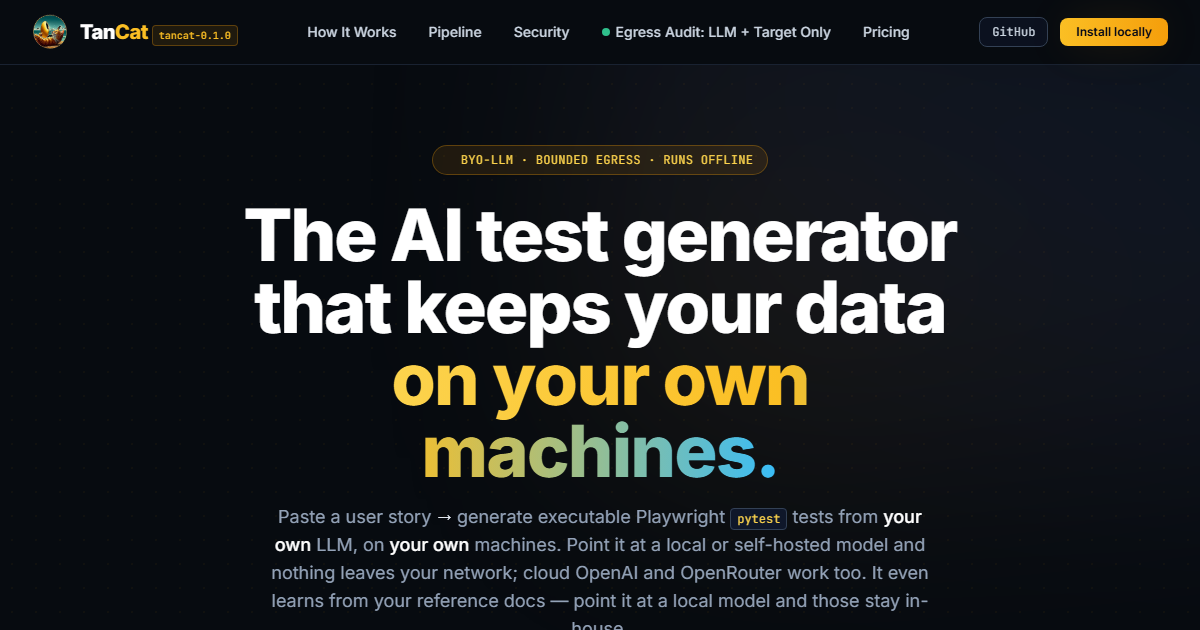 TanCat tancat-0.1.0 How It Works Pipeline Security Egress Audit: LLM + Target Only Pricing GitHub Install locally
BYO-LLM · BOUNDED EGRESS · RUNS OFFLINE
The AI test generator
that keeps your data
on your own
machines.
Paste a user story → generate executable Playwright pytest tests from your
own LLM, on your own machines. Point it at a local or self-hosted model and
nothing leaves your network; cloud OpenAI and OpenRouter work too. It even
learns from your reference docs — point it at a local model and those stay in-
house.